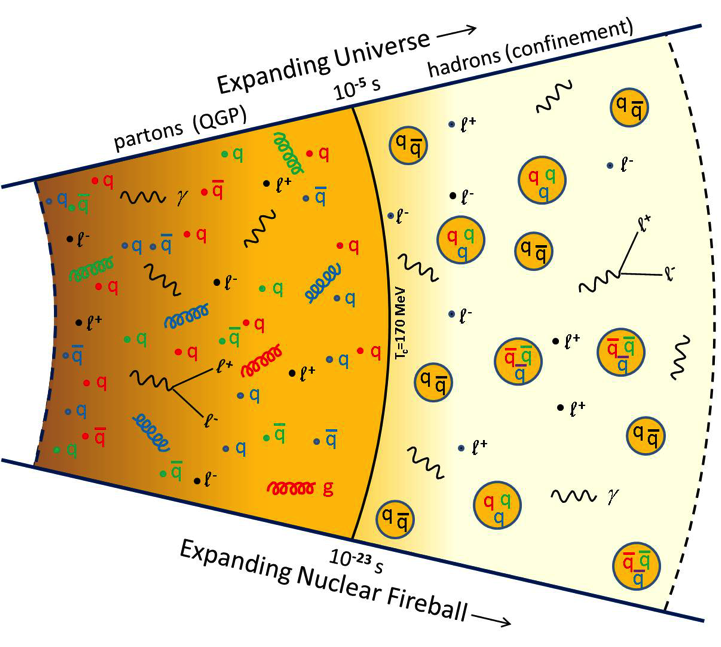 Expanding Universe
hadrons (confinement)
10⁻⁵ s
partons (QGP)
q
q
q̅
q
ℓ+
q q̅
ℓ+
q q̅
q
q̅
γ
q̅
q̅
ℓ-
q q
q
ℓ-
ℓ-
q
q̅
q
q
ℓ-
q q
q
q q̅
ℓ+
ℓ-
q
ℓ-
q
q
ℓ-
ℓ+
q
q̅
q
T꜀=170 MeV
ℓ+
q̅ q̅
q̅
q̅ q̅
q̅
q̅
q
ℓ+
q
q
ℓ+
q q̅
q
q
q
ℓ-
ℓ+
q̅
q
q
q̅
q̅
ℓ+
q q̅
q̅
ℓ-
g
q q
q
γ
q q̅
10⁻²³ s
q̅ q̅
q̅
Expanding Nuclear Fireball